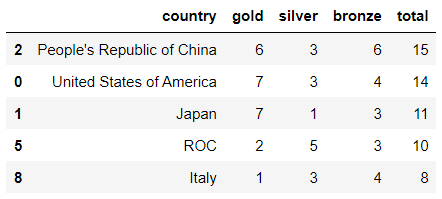 country gold silver bronze total
2 People's Republic of China 6 3 6 15
0 United States of America 7 3 4 14
1 Japan 7 1 3 11
5 ROC 2 5 3 10
8 Italy 1 3 4 8